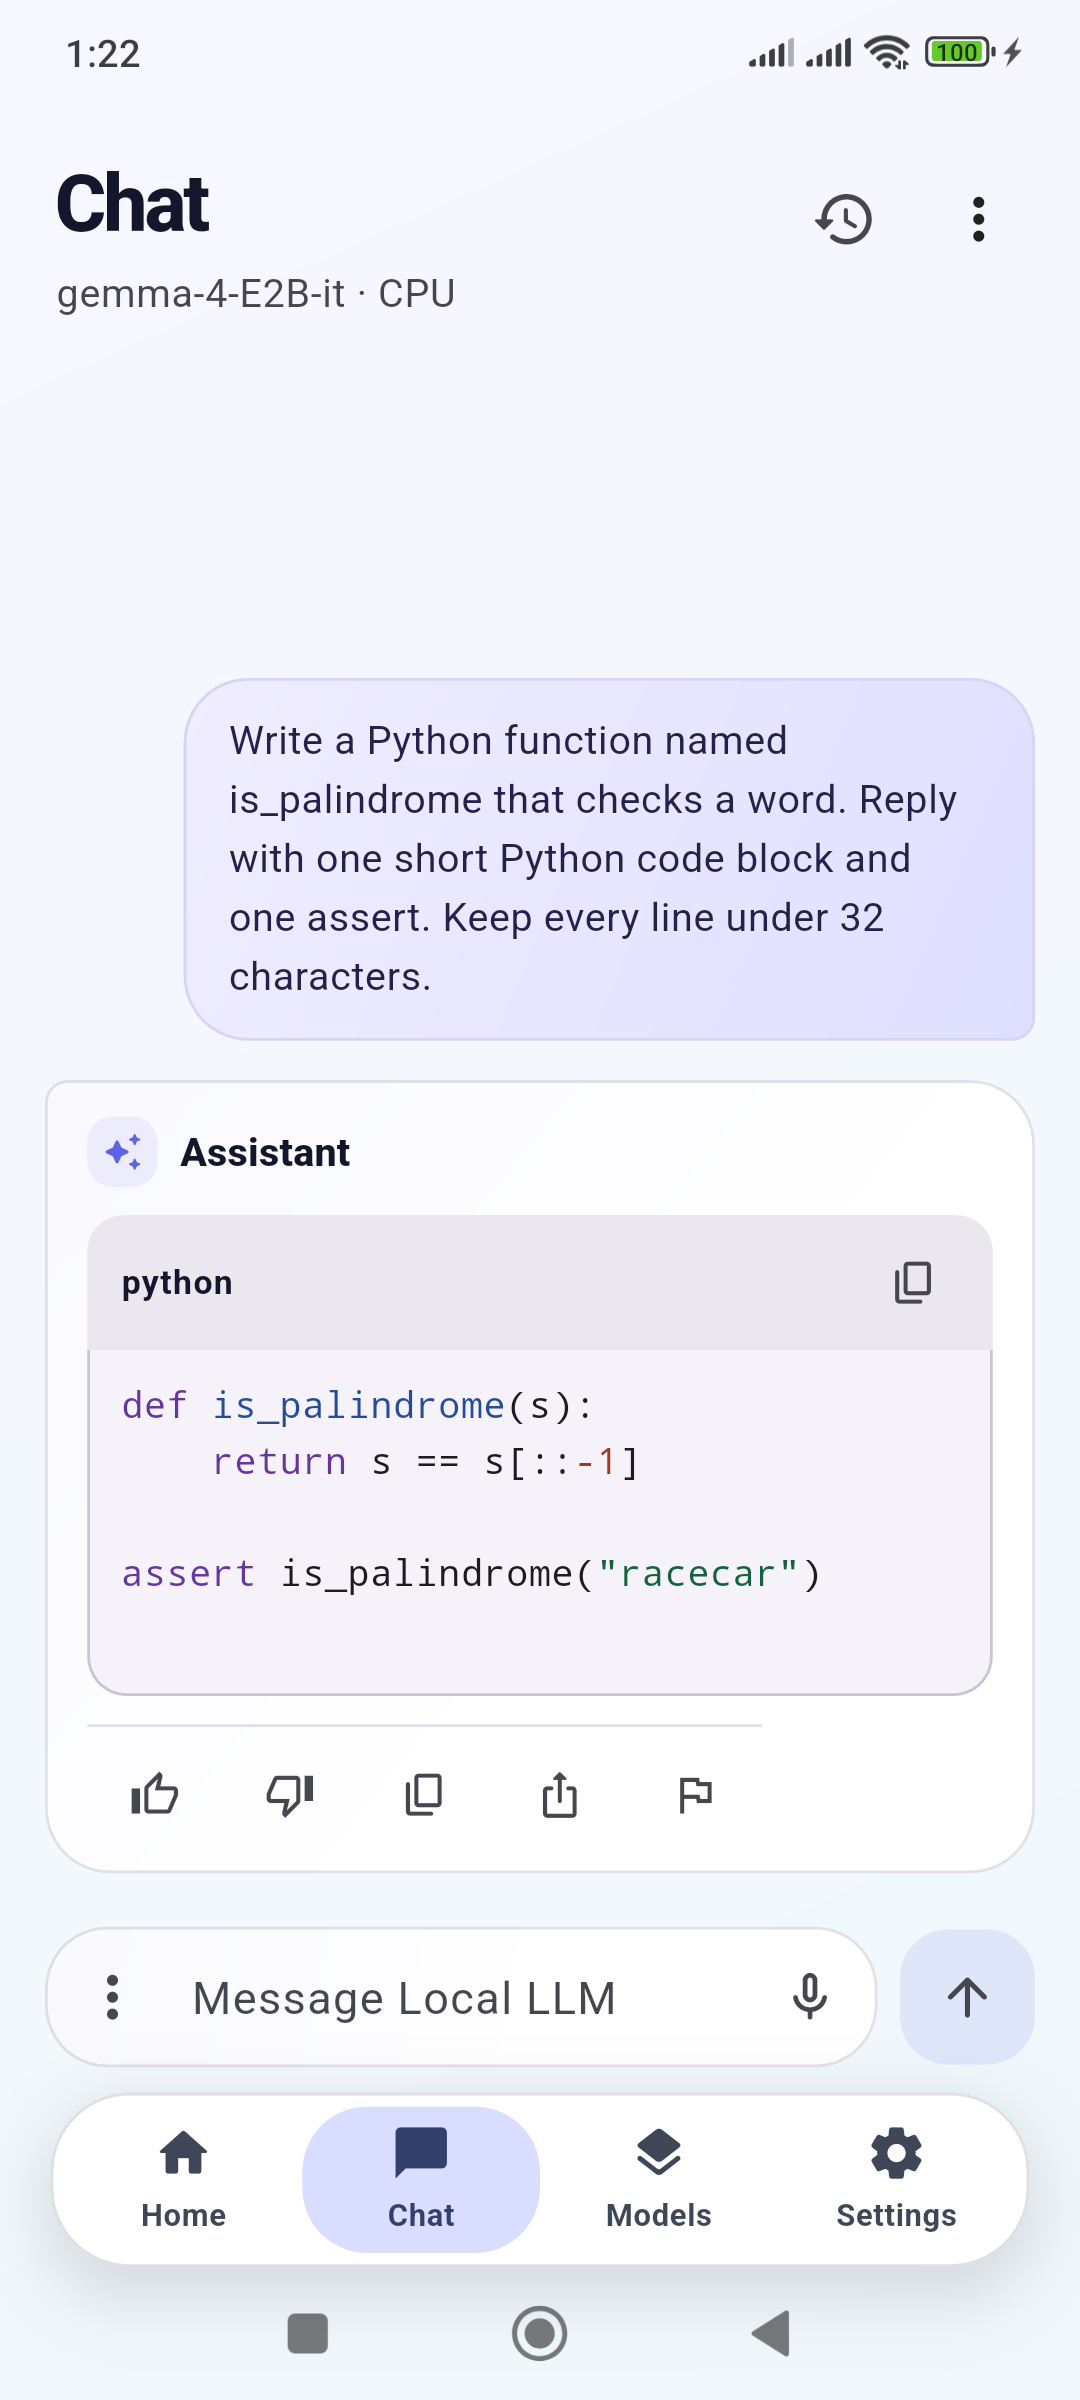 1:22
100
Chat
gemma-4-E2B-it · CPU
Write a Python function named
is_palindrome that checks a word. Reply
with one short Python code block and
one assert. Keep every line under 32
characters.
Assistant
python
def is_palindrome(s):
    return s == s[::-1]
assert is_palindrome("racecar")
Message Local LLM
Home
Chat
Models
Settings